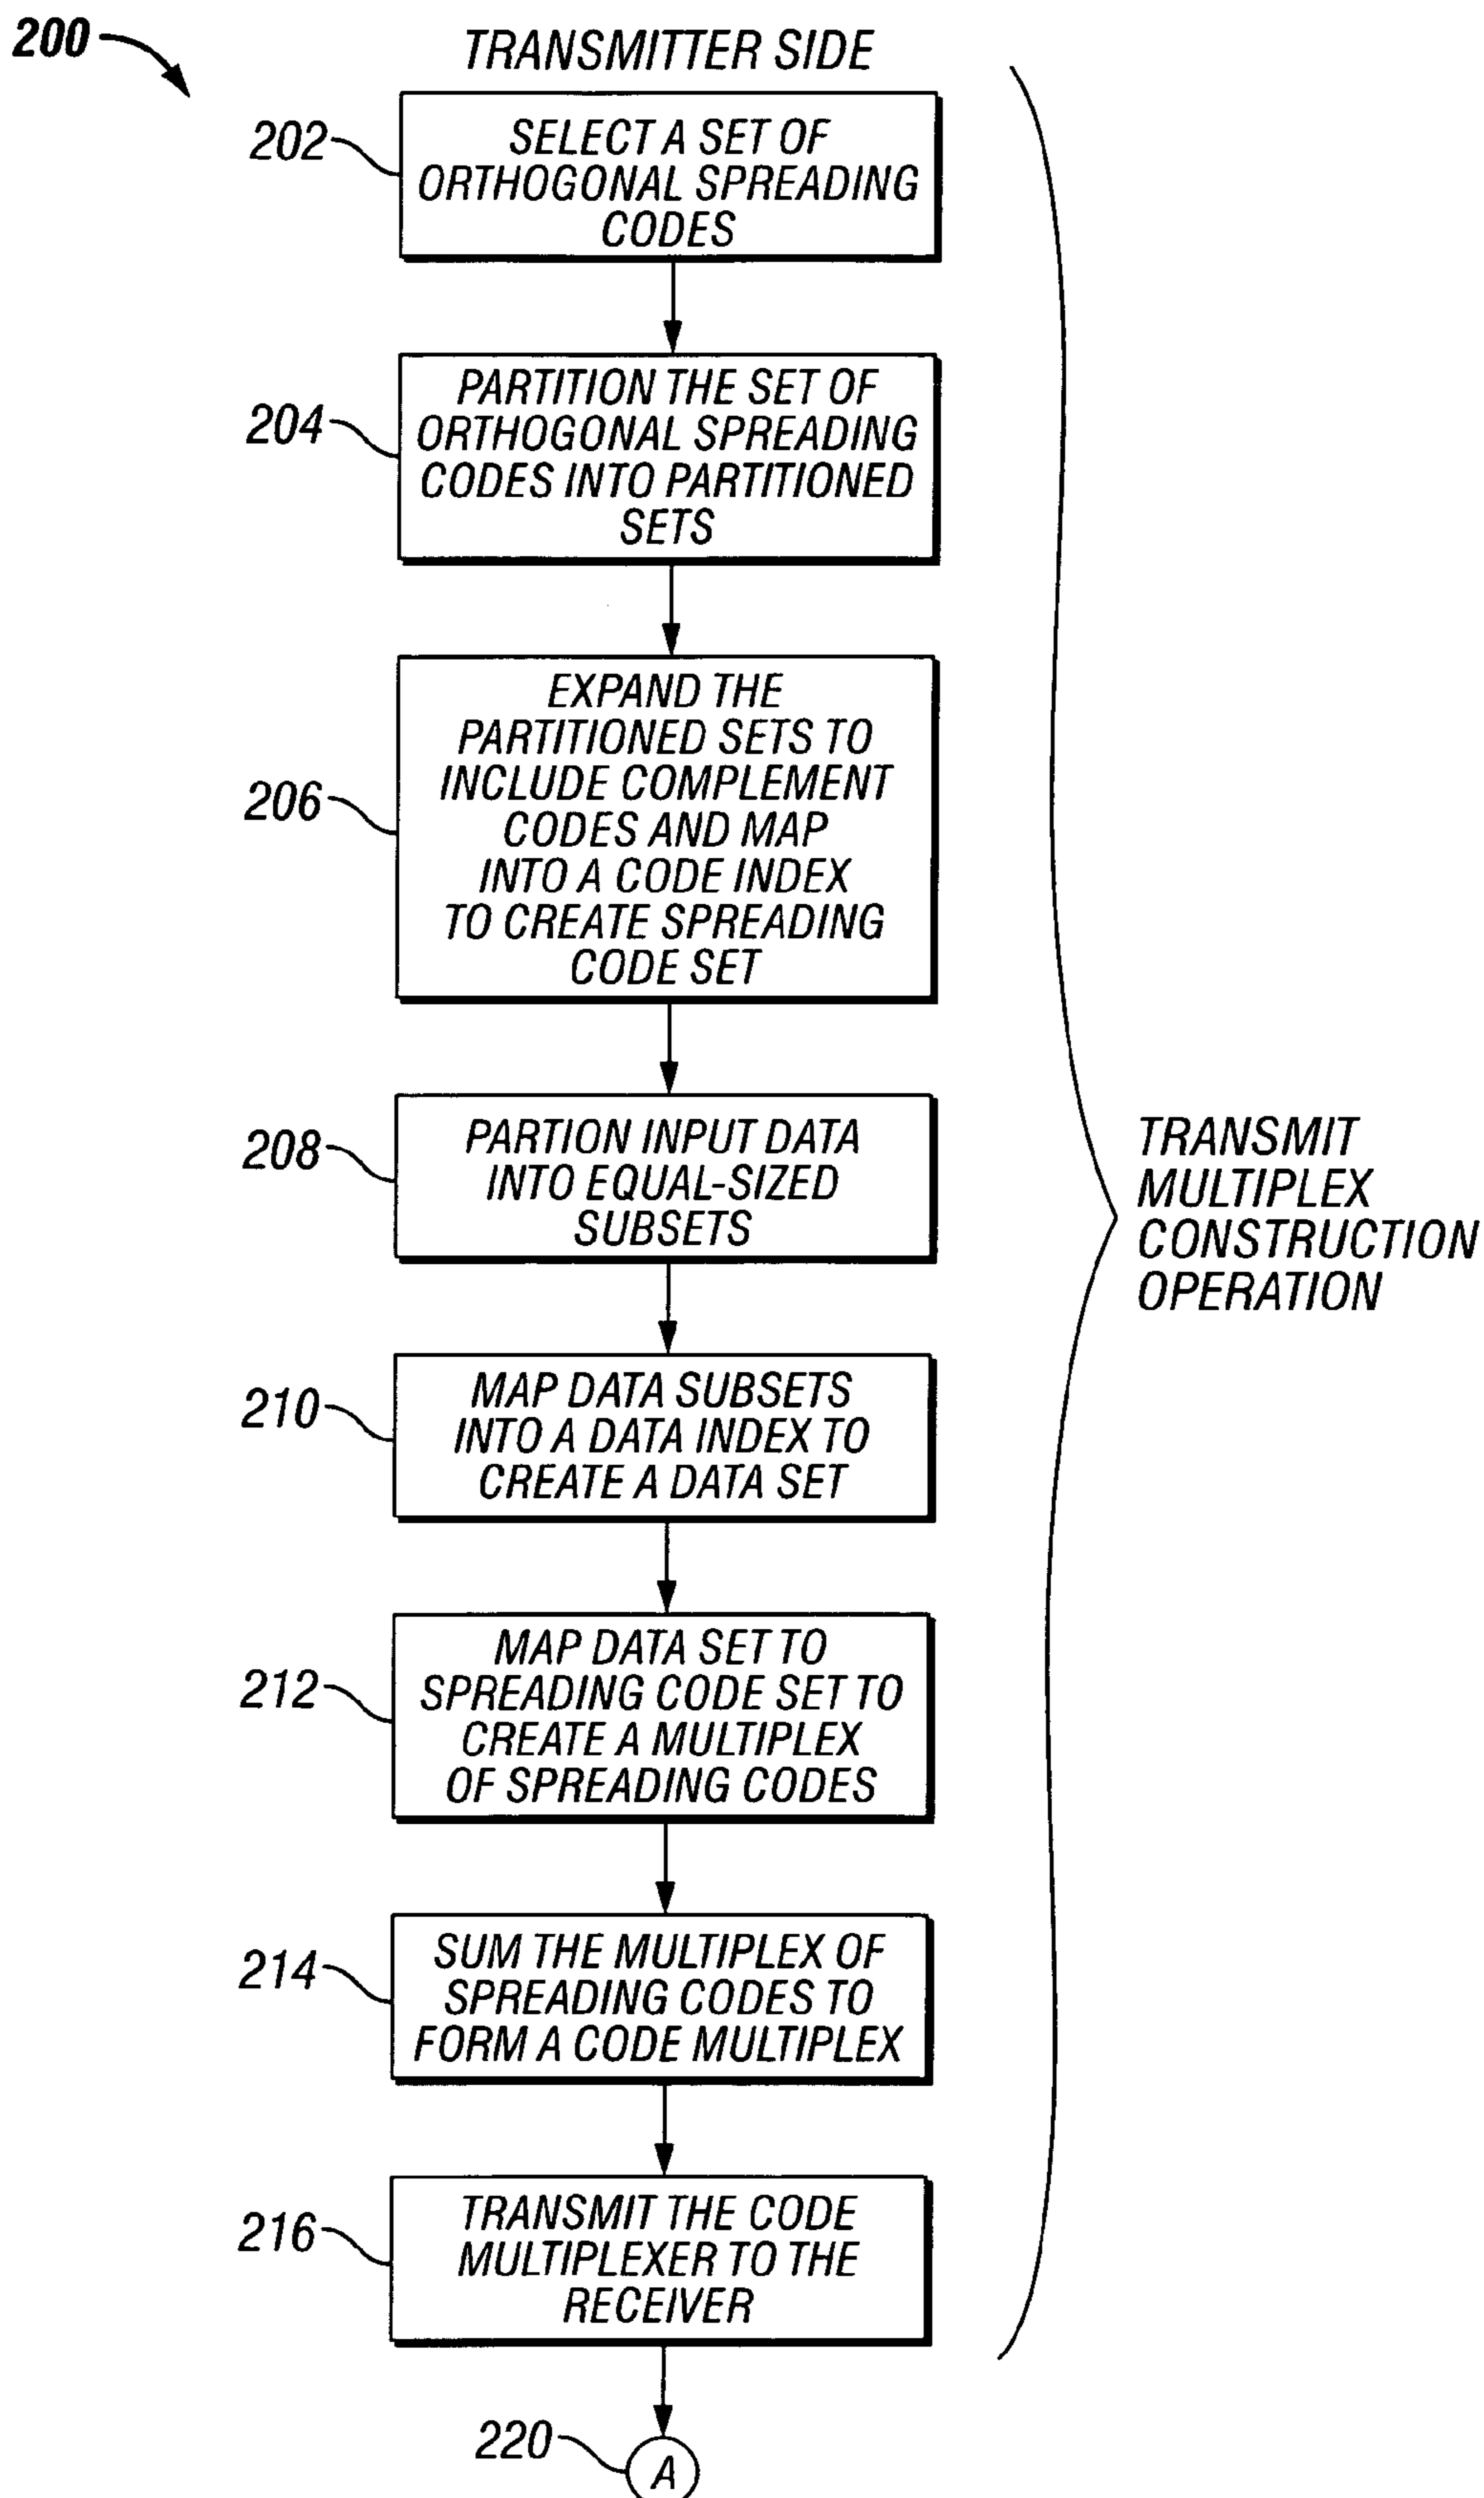 200
TRANSMITTER SIDE
202
SELECT A SET OF
ORTHOGONAL SPREADING
CODES
204
PARTITION THE SET OF
ORTHOGONAL SPREADING
CODES INTO PARTITIONED
SETS
206
EXPAND THE
PARTITIONED SETS TO
INCLUDE COMPLEMENT
CODES AND MAP
INTO A CODE INDEX
TO CREATE SPREADING
CODE SET
208
PARTION INPUT DATA
INTO EQUAL-SIZED
SUBSETS
TRANSMIT
MULTIPLEX
CONSTRUCTION
OPERATION
210
MAP DATA SUBSETS
INTO A DATA INDEX TO
CREATE A DATA SET
212
MAP DATA SET TO
SPREADING CODE SET TO
CREATE A MULTIPLEX
OF SPREADING CODES
214
SUM THE MULTIPLEX OF
SPREADING CODES TO
FORM A CODE MULTIPLEX
216
TRANSMIT THE CODE
MULTIPLEXER TO THE
RECEIVER
220
A